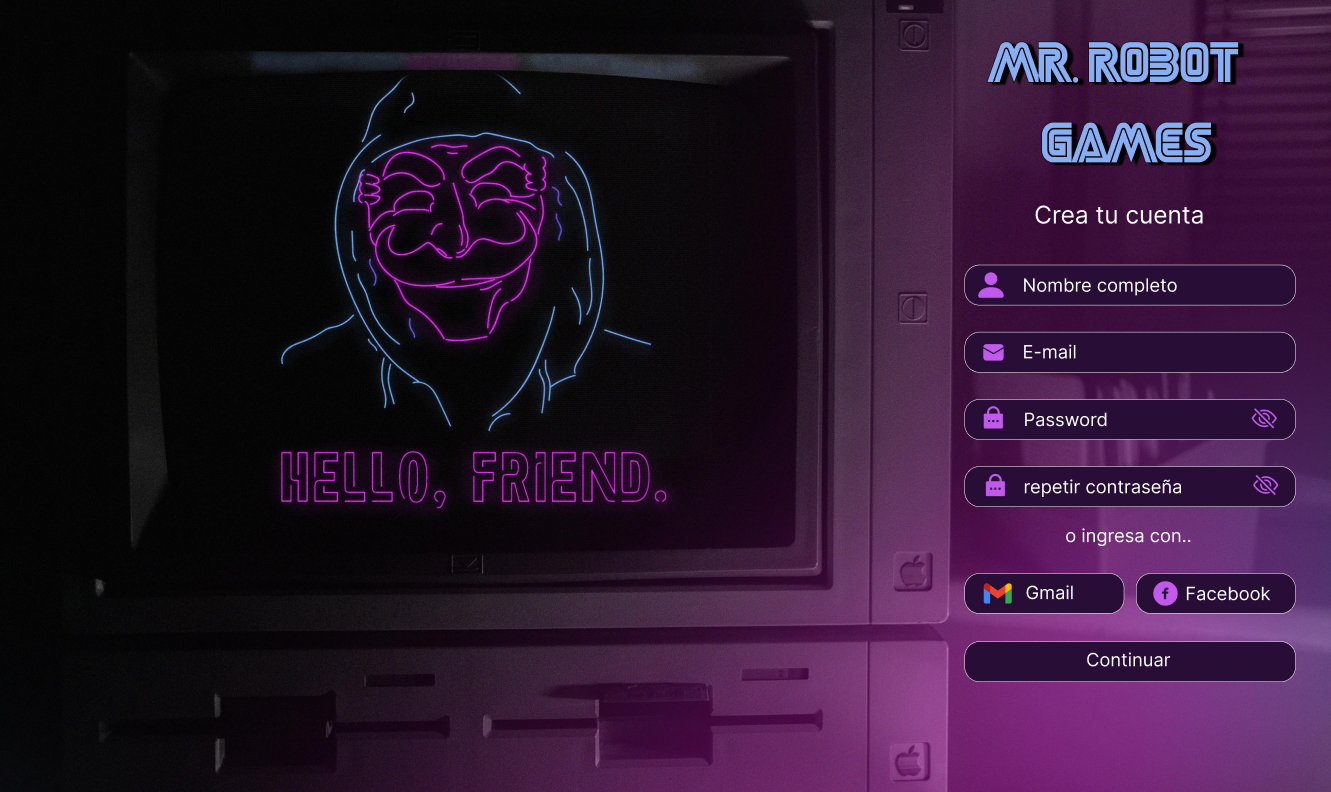 MR. ROBOT
GAMES
Crea tu cuenta
Nombre completo
E-mail
Password
repetir contraseña
o ingresa con..
Gmail
Facebook
Continuar
HELLO, FRIEND.